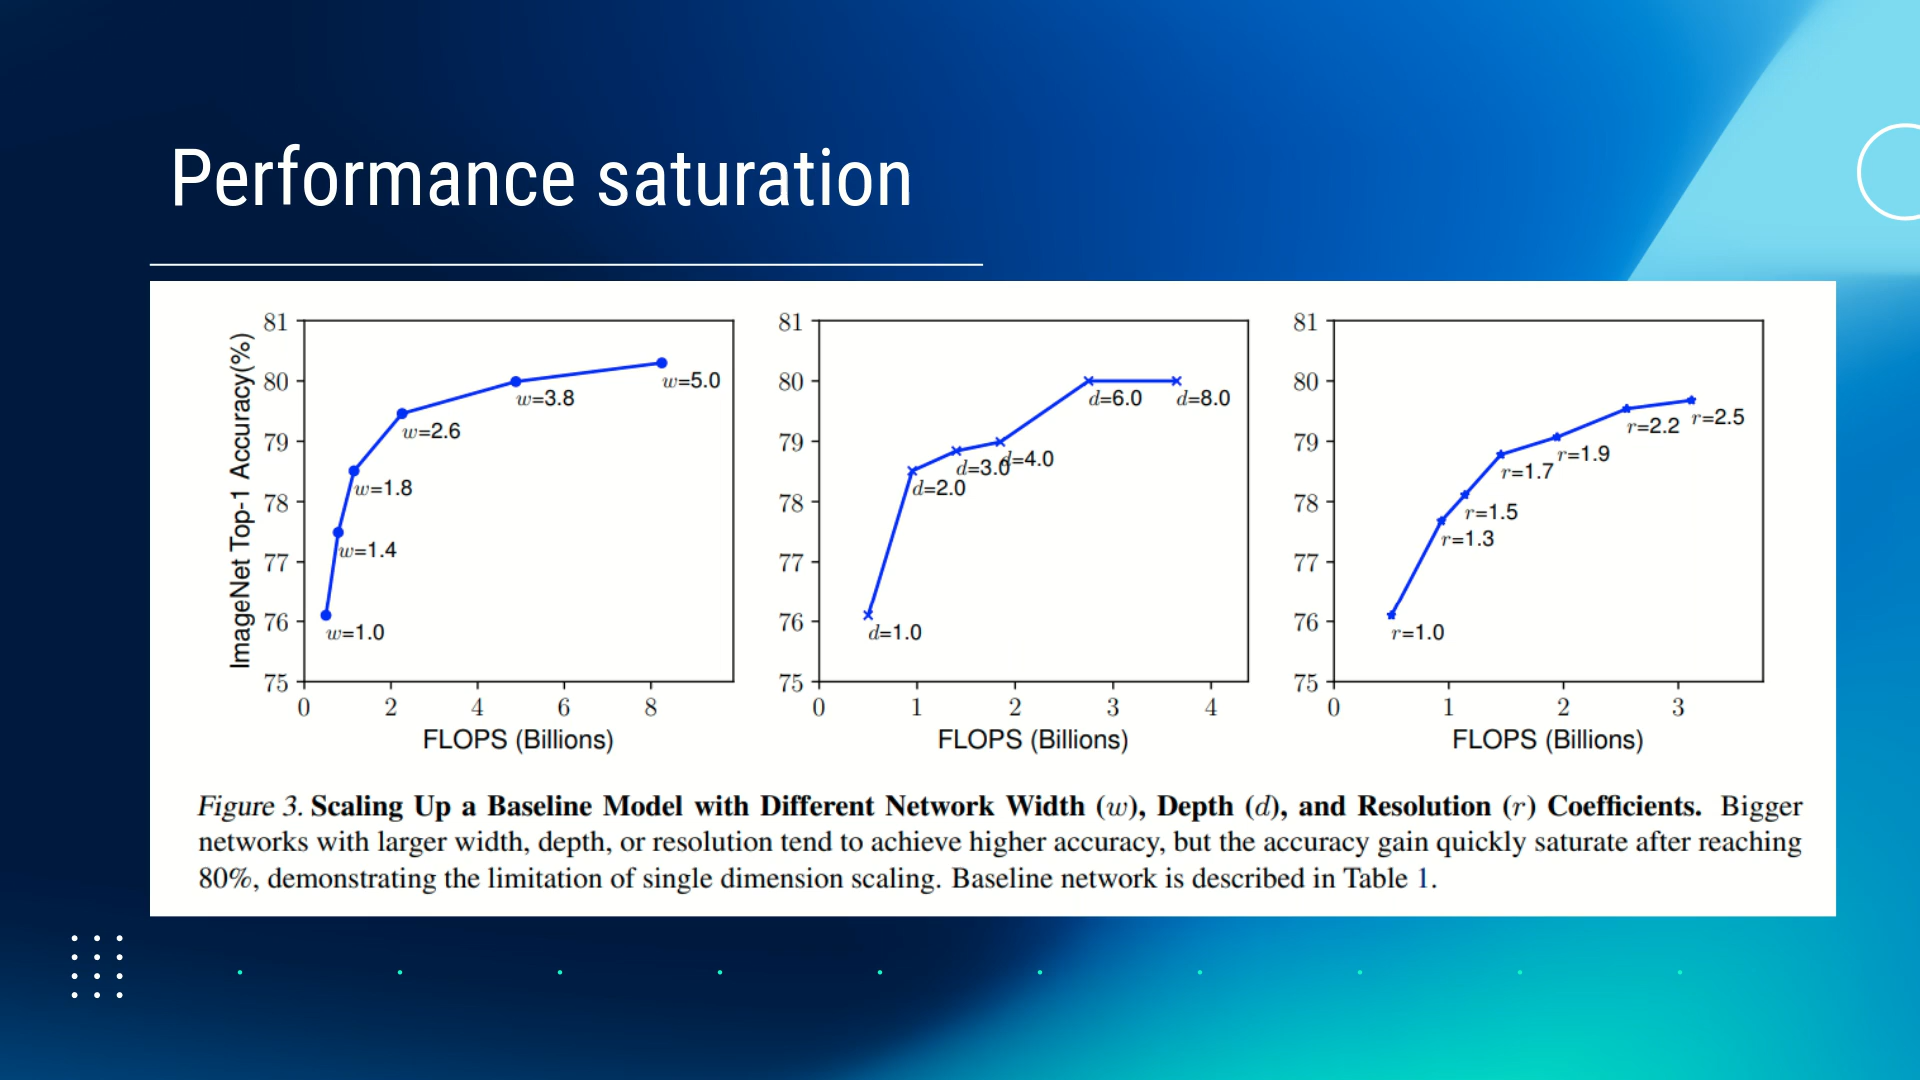 Performance saturation
ImageNet Top-1 Accuracy(%)
81
80
79
78
77
76
75
w=5.0
w=3.8
w=2.6
w=1.8
w=1.4
w=1.0
0 2 4 6 8
FLOPS (Billions)
81
80
79
78
77
76
75
d=6.0 d=8.0
d=4.0
d=3.0
d=2.0
d=1.0
0 1 2 3 4
FLOPS (Billions)
81
80
79
78
77
76
75
r=2.5
r=2.2
r=1.9
r=1.7
r=1.5
r=1.3
r=1.0
0 1 2 3
FLOPS (Billions)
Figure 3. Scaling Up a Baseline Model with Different Network Width (w), Depth (d), and Resolution (r) Coefficients. Bigger
networks with larger width, depth, or resolution tend to achieve higher accuracy, but the accuracy gain quickly saturate after reaching
80%, demonstrating the limitation of single dimension scaling. Baseline network is described in Table 1.